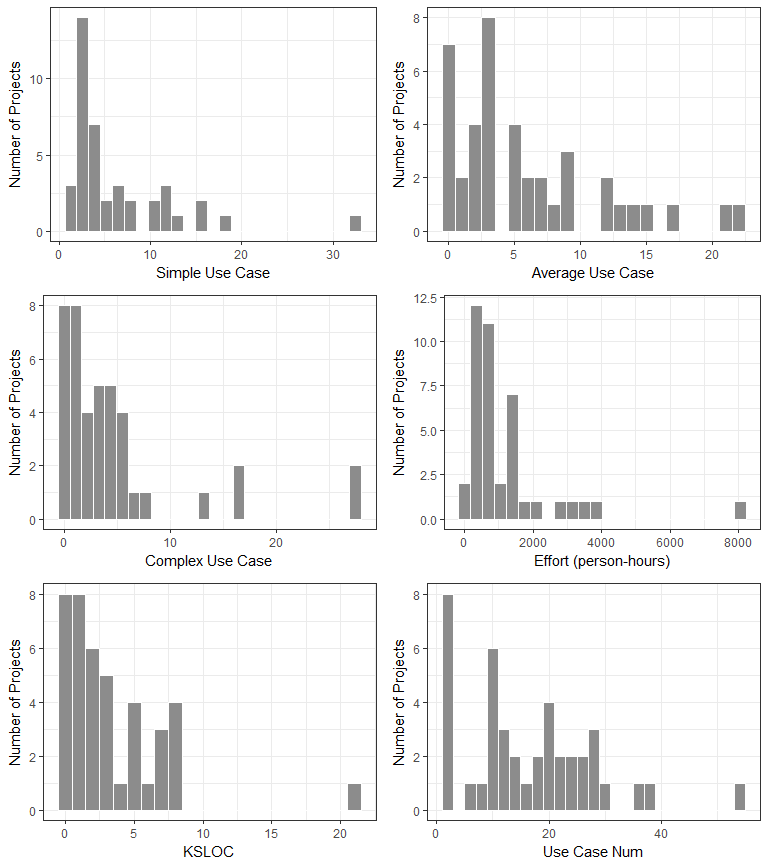 Number of Projects
10
5
0
0 10 20 30
Simple Use Case
Number of Projects
8
6
4
2
0
0 5 10 15 20
Average Use Case
Number of Projects
8
6
4
2
0
0 10 20
Complex Use Case
Number of Projects
12.5
10.0
7.5
5.0
2.5
0.0
0 2000 4000 6000 8000
Effort (person-hours)
Number of Projects
8
6
4
2
0
0 5 10 15 20
KSLOC
Number of Projects
8
6
4
2
0
0 20 40
Use Case Num